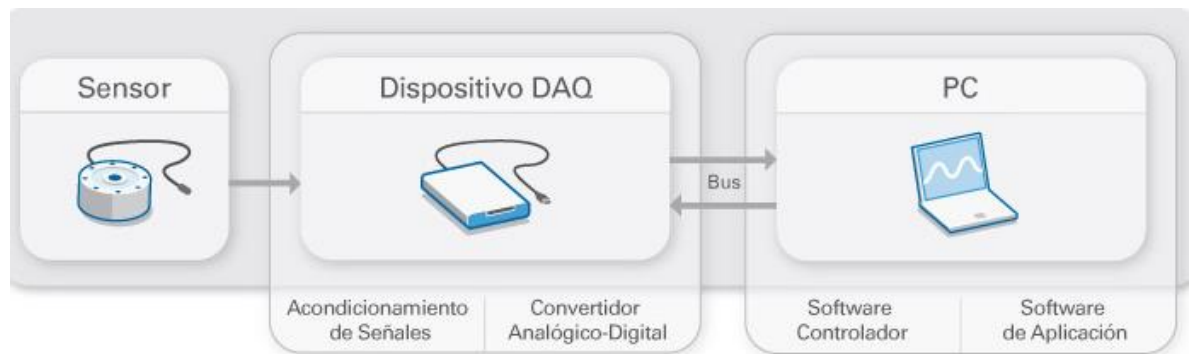 Sensor
Dispositivo DAQ
PC
Bus
Acondicionamiento
de Señales
Convertidor
Analógico-Digital
Software
Controlador
Software
de Aplicación